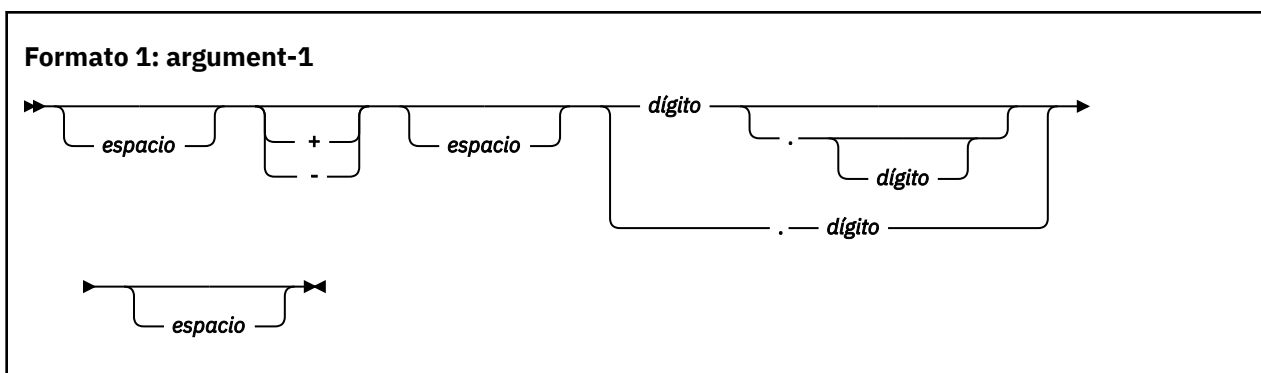 Formato 1: argument-1
dígito
espacio + espacio .
- dígito
. dígito
espacio